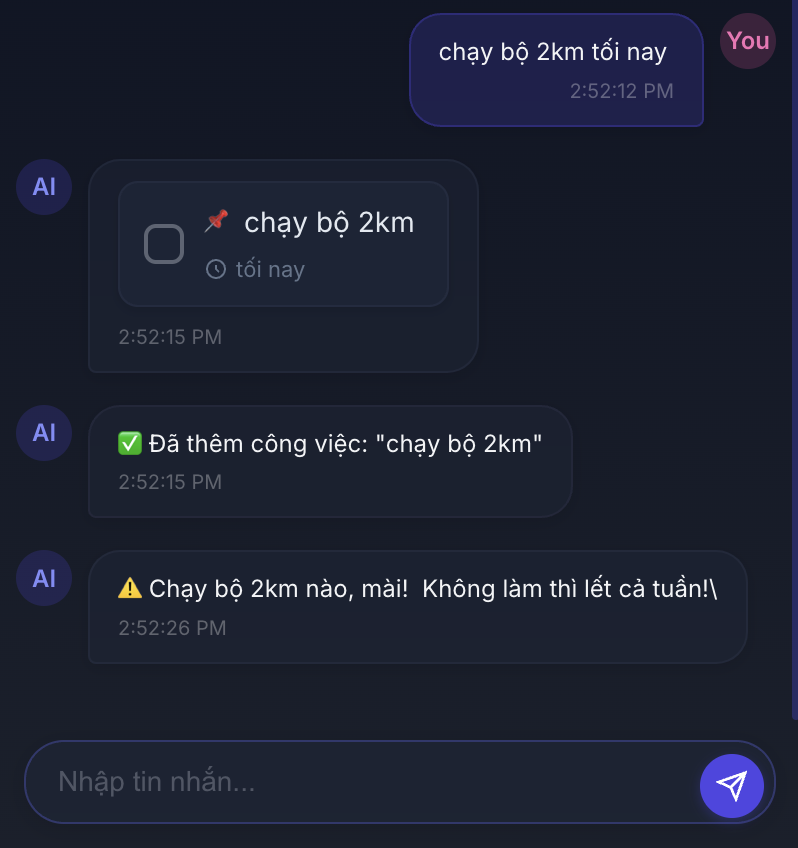 chạy bộ 2km tối nay
You
2:52:12 PM
AI
📌 chạy bộ 2km
tối nay
2:52:15 PM
AI
✅ Đã thêm công việc: "chạy bộ 2km"
2:52:15 PM
AI
⚠️ Chạy bộ 2km nào, mài!  Không làm thì lết cả tuần!\
2:52:26 PM
Nhập tin nhắn...